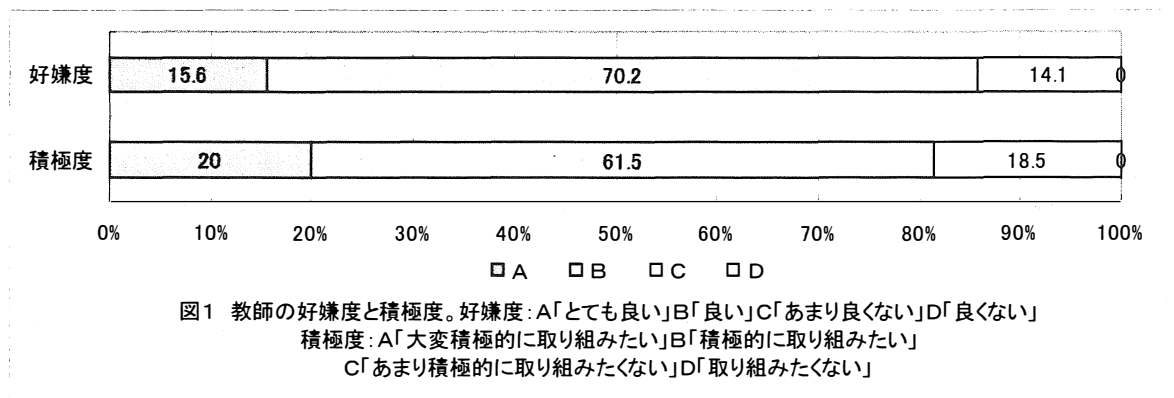 好嫌度 15.6 70.2 14.1 0
積極度 20 61.5 18.5 0
0% 10% 20% 30% 40% 50% 60% 70% 80% 90% 100%
A B C D
図1 教師の好嫌度と積極度。好嫌度:A「とても良い」B「良い」C「あまり良くない」D「良くない」
積極度:A「大変積極的に取り組みたい」B「積極的に取り組みたい」
C「あまり積極的に取り組みたくない」D「取り組みたくない」